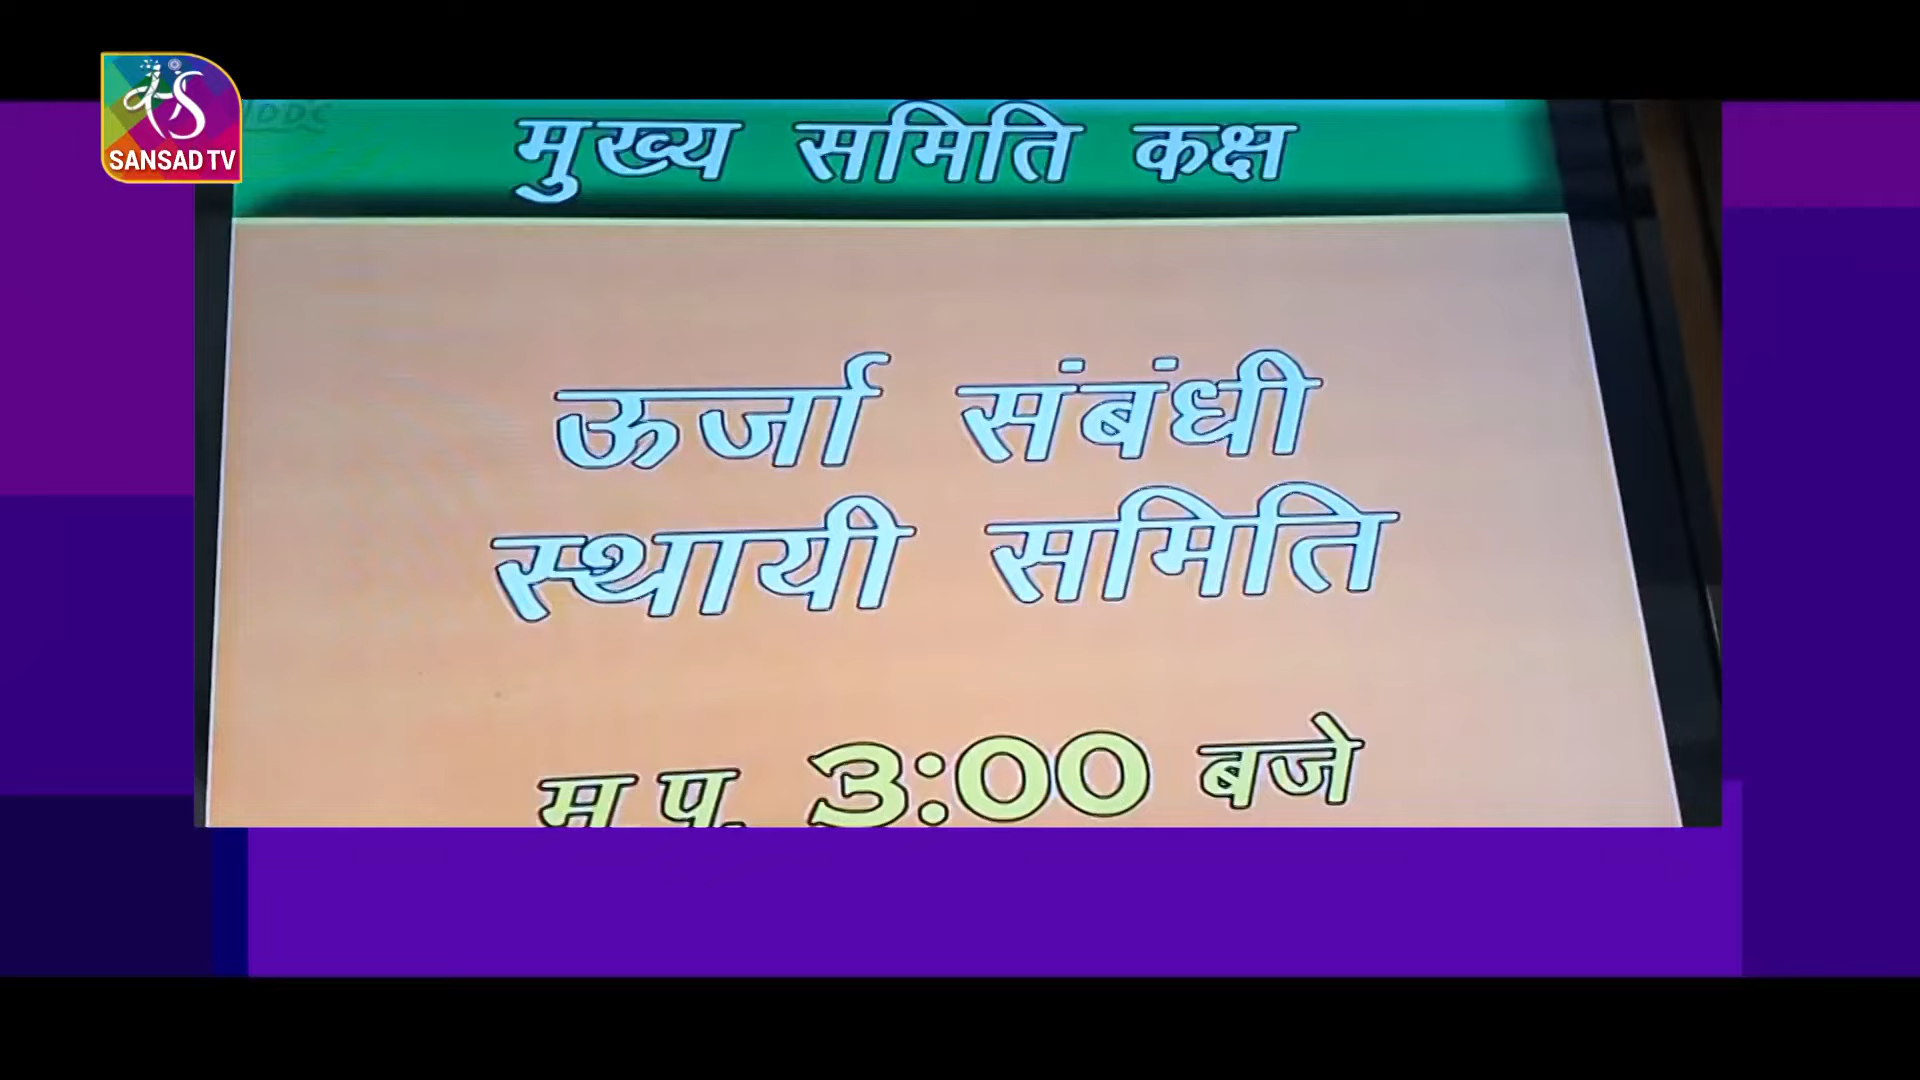 SANSAD TV
मुख्य समिति कक्ष
ऊर्जा संबंधी
स्थायी समिति
म.प. 3:00 बजे